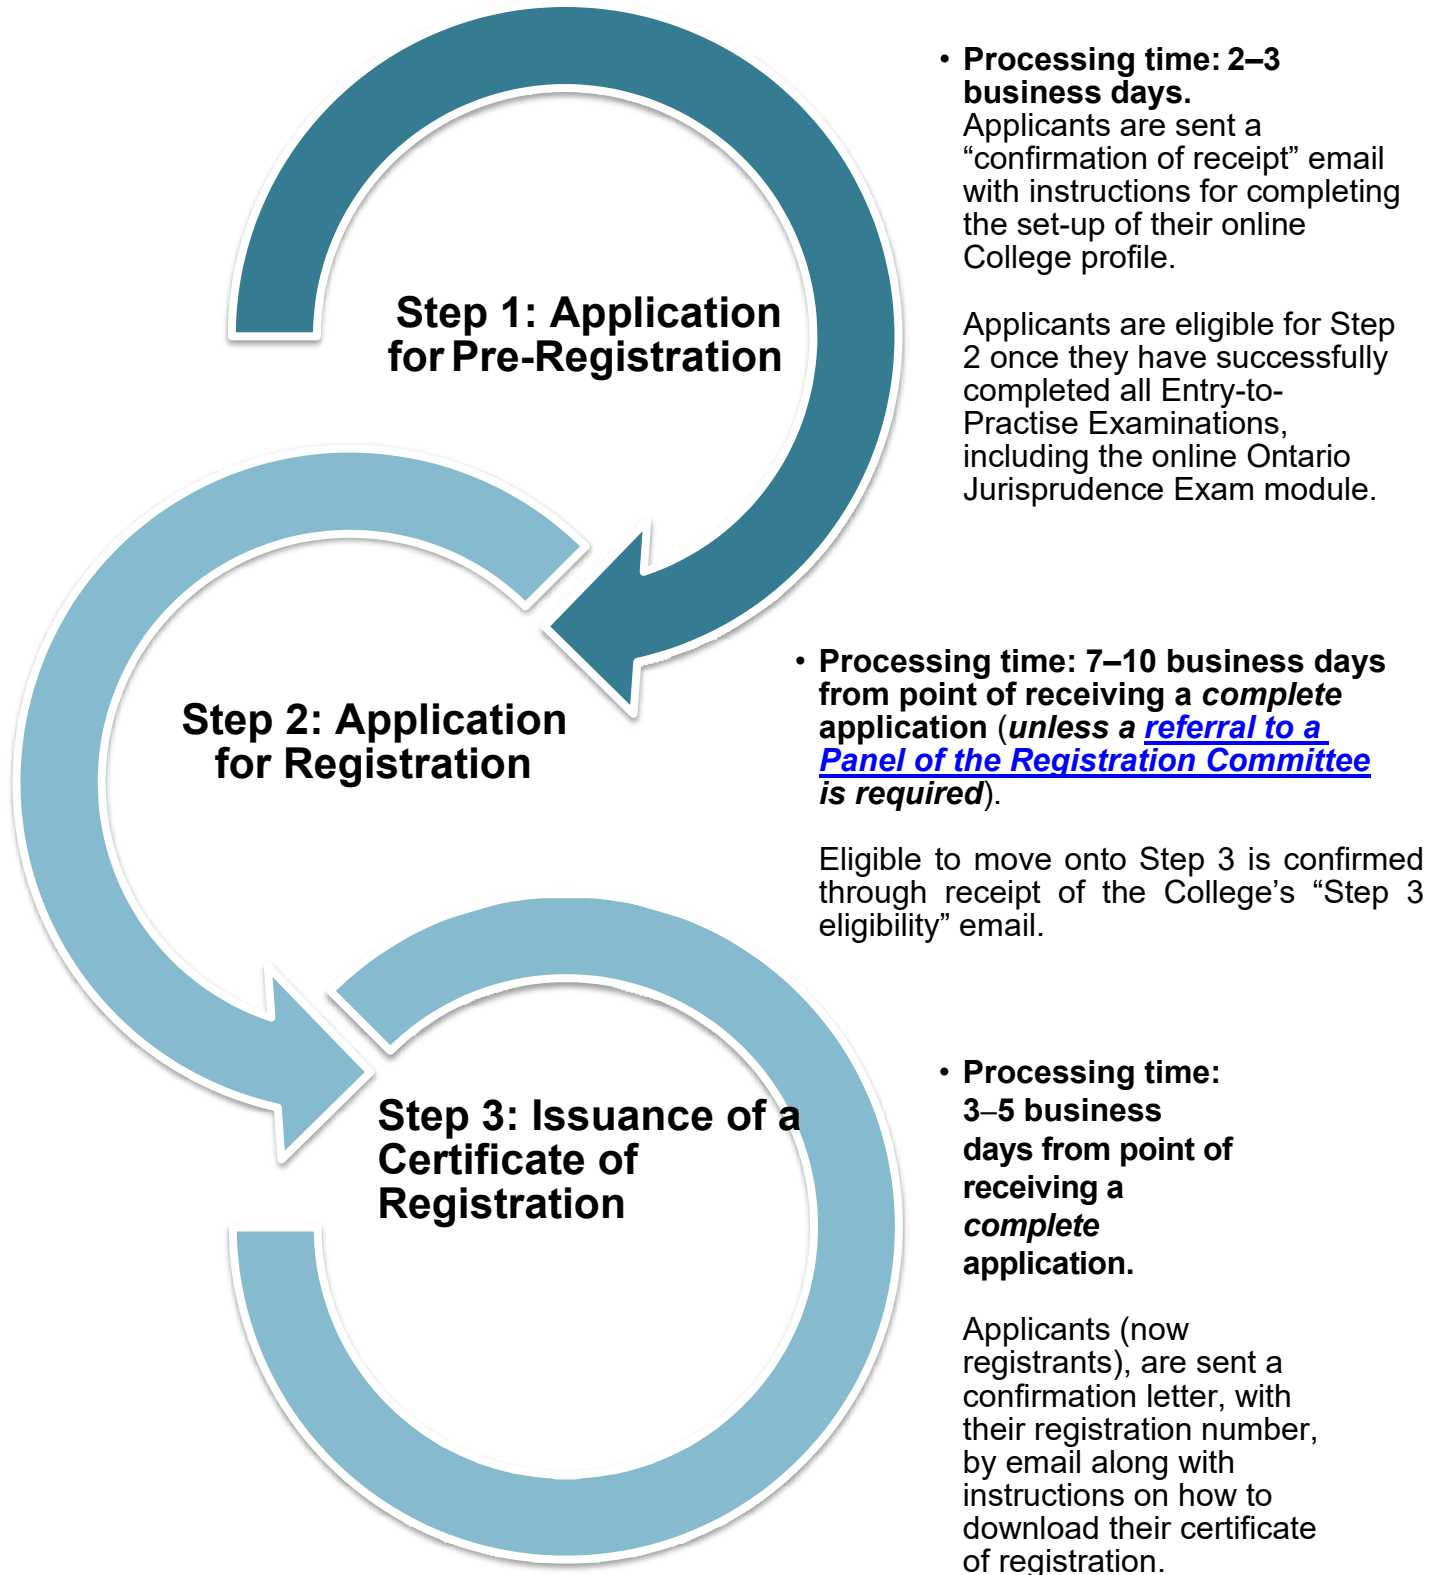 Step 1: Application
for Pre-Registration
• Processing time: 2–3
business days.
Applicants are sent a
“confirmation of receipt” email
with instructions for completing
the set-up of their online
College profile.
Applicants are eligible for Step
2 once they have successfully
completed all Entry-to-
Practise Examinations,
including the online Ontario
Jurisprudence Exam module.
Step 2: Application
for Registration
• Processing time: 7–10 business days
from point of receiving a complete
application (unless a referral to a
Panel of the Registration Committee
is required).
Eligible to move onto Step 3 is confirmed
through receipt of the College’s “Step 3
eligibility” email.
Step 3: Issuance of a
Certificate of
Registration
• Processing time:
3–5 business
days from point of
receiving a
complete
application.
Applicants (now
registrants), are sent a
confirmation letter, with
their registration number,
by email along with
instructions on how to
download their certificate
of registration.